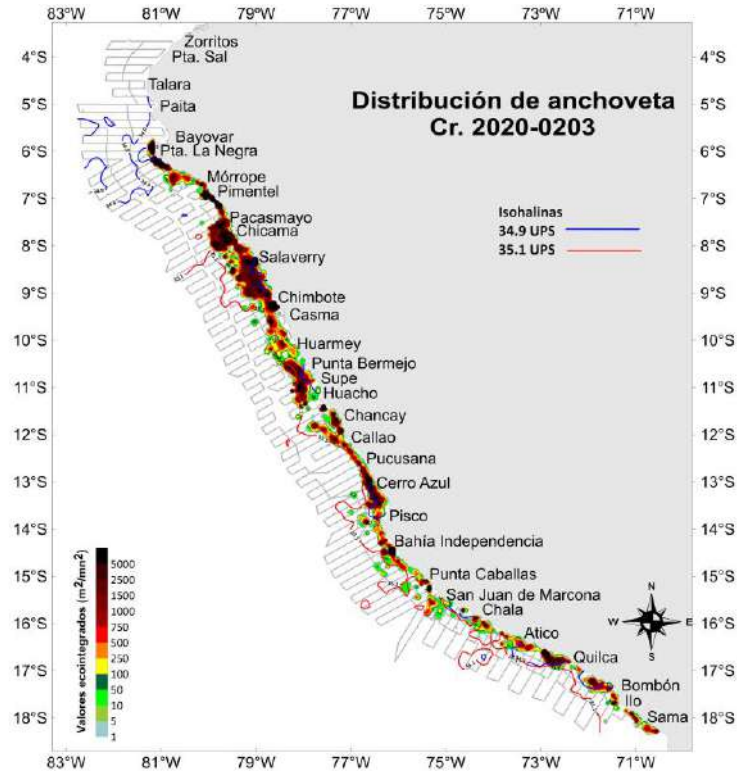 83°W 81°W 79°W 77°W 75°W 73°W 71°W
4°S
5°S
6°S
7°S
8°S
9°S
10°S
11°S
12°S
13°S
14°S
15°S
16°S
17°S
18°S
Zorritos
Pta. Sal
Talara
Paita
Bayovar
Pta. La Negra
Mórrope
Pimentel
Pacasmayo
Chicama
Salaverry
Chimbote
Casma
Huarmey
Punta Bermejo
Supe
Huacho
Chancay
Callao
Pucusana
Cerro Azul
Pisco
Bahía Independencia
Punta Caballas
San Juan de Marcona
Chala
Atico
Quilca
Bombón
Ilo
Sama
Distribución de anchoveta
Cr. 2020-0203
Isohalinas
34.9 UPS
35.1 UPS
N
W E
S
Valores ecointegrados (m²/mn²)
5000
2500
1500
1000
750
500
250
100
50
10
5
1
4°S
5°S
6°S
7°S
8°S
9°S
10°S
11°S
12°S
13°S
14°S
15°S
16°S
17°S
18°S
83°W 81°W 79°W 77°W 75°W 73°W 71°W